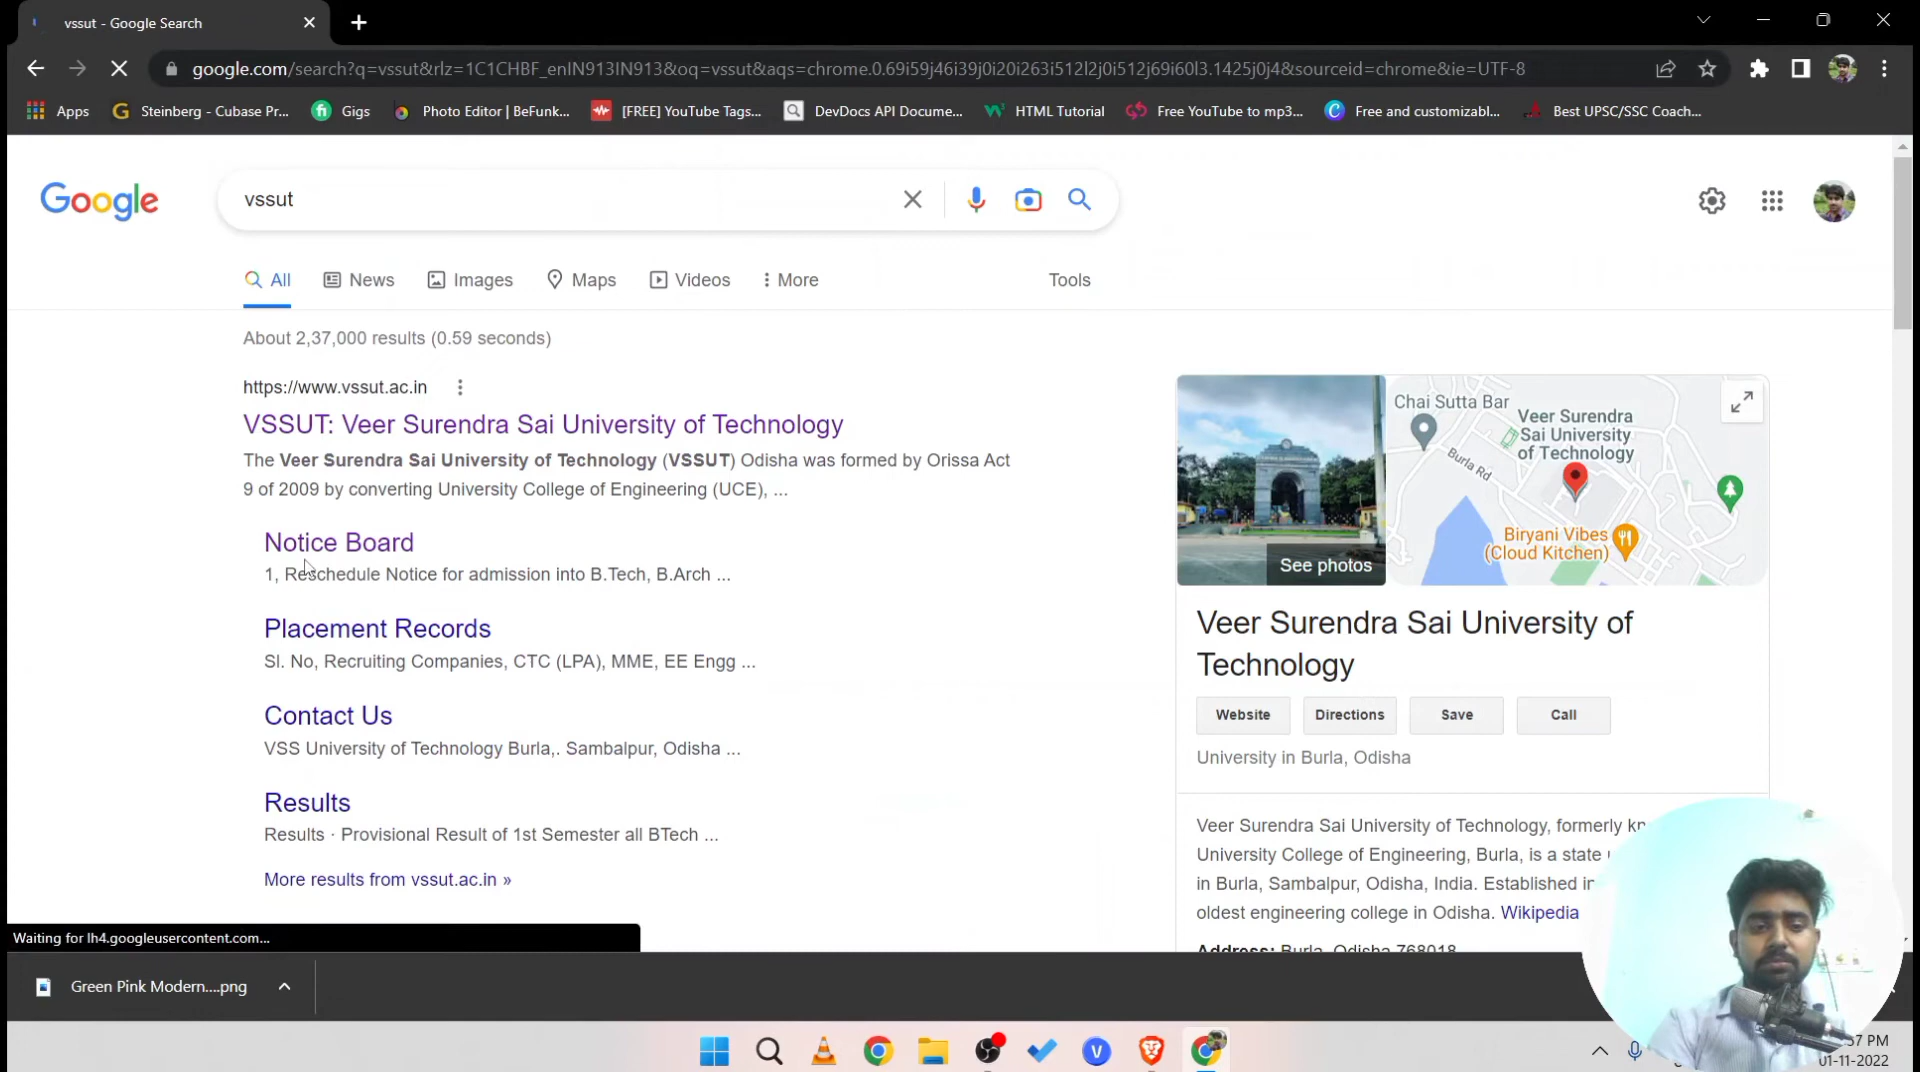 vssut - Google Search
google.com/search?q=vssut&rlz=1C1CHBF_enIN913IN913&oq=vssut&aqs=chrome.0.69i59j46i39j0i20i263i512l2j0i512j69i60l3.1425j0j4&sourceid=chrome&ie=UTF-8
Apps
Steinberg - Cubase Pr...
Gigs
Photo Editor | BeFunk...
[FREE] YouTube Tags...
DevDocs API Docume...
HTML Tutorial
Free YouTube to mp3...
Free and customizabl...
Best UPSC/SSC Coach...
Google
vssut
All
News
Images
Maps
Videos
More
Tools
About 2,37,000 results (0.59 seconds)
https://www.vssut.ac.in
VSSUT: Veer Surendra Sai University of Technology
The Veer Surendra Sai University of Technology (VSSUT) Odisha was formed by Orissa Act
9 of 2009 by converting University College of Engineering (UCE), ...
Notice Board
1, Reschedule Notice for admission into B.Tech, B.Arch ...
Placement Records
Sl. No, Recruiting Companies, CTC (LPA), MME, EE Engg ...
Contact Us
VSS University of Technology Burla,. Sambalpur, Odisha ...
Results
Results · Provisional Result of 1st Semester all BTech ...
More results from vssut.ac.in »
Chai Sutta Bar
Veer Surendra
Sai University
of Technology
Burla Rd
Biryani Vibes
(Cloud Kitchen)
See photos
Veer Surendra Sai University of
Technology
Website
Directions
Save
Call
University in Burla, Odisha
Veer Surendra Sai University of Technology, formerly
University College of Engineering, Burla, is a state
in Burla, Sambalpur, Odisha, India. Established
oldest engineering college in Odisha. Wikipedia
Address: Burla, Odisha 768018
Waiting for lh4.googleusercontent.com...
Green Pink Modern....png
57 PM
01-11-2022